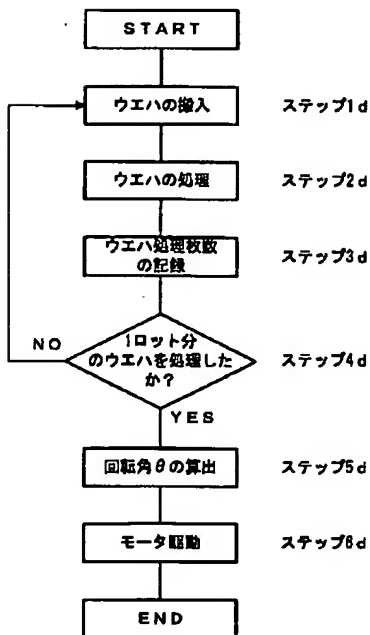 START
ウエハの搬入 ステップ1d
ウエハの処理 ステップ2d
ウエハ処理枚数
の記録 ステップ3d
1ロット分
のウエハを処理した
か? ステップ4d
NO
YES
回転角θの算出 ステップ5d
モータ駆動 ステップ6d
END